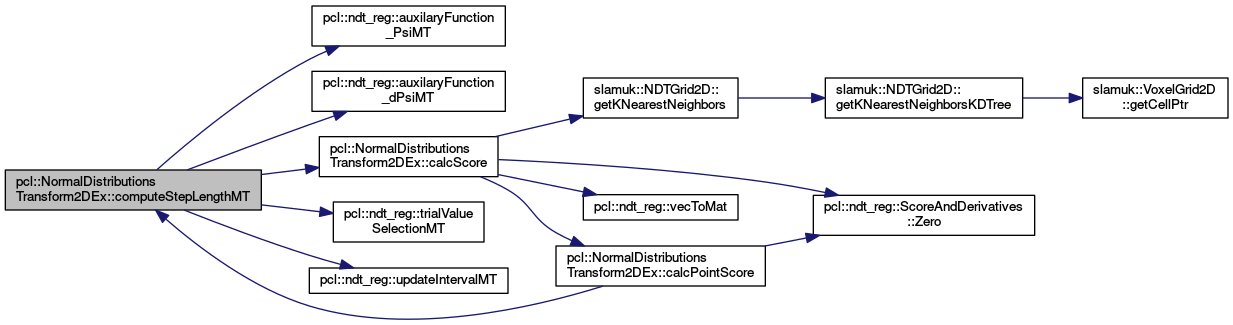 pcl::ndt_reg::auxilaryFunction
_PsiMT
pcl::ndt_reg::auxilaryFunction
_dPsiMT
slamuk::NDTGrid2D::
getKNearestNeighbors
slamuk::NDTGrid2D::
getKNearestNeighborsKDTree
slamuk::VoxelGrid2D
::getCellPtr
pcl::NormalDistributions
Transform2DEx::calcScore
pcl::NormalDistributions
Transform2DEx::computeStepLengthMT
pcl::ndt_reg::vecToMat
pcl::ndt_reg::ScoreAndDerivatives
::Zero
pcl::ndt_reg::trialValue
SelectionMT
pcl::NormalDistributions
Transform2DEx::calcPointScore
pcl::ndt_reg::updateIntervalMT